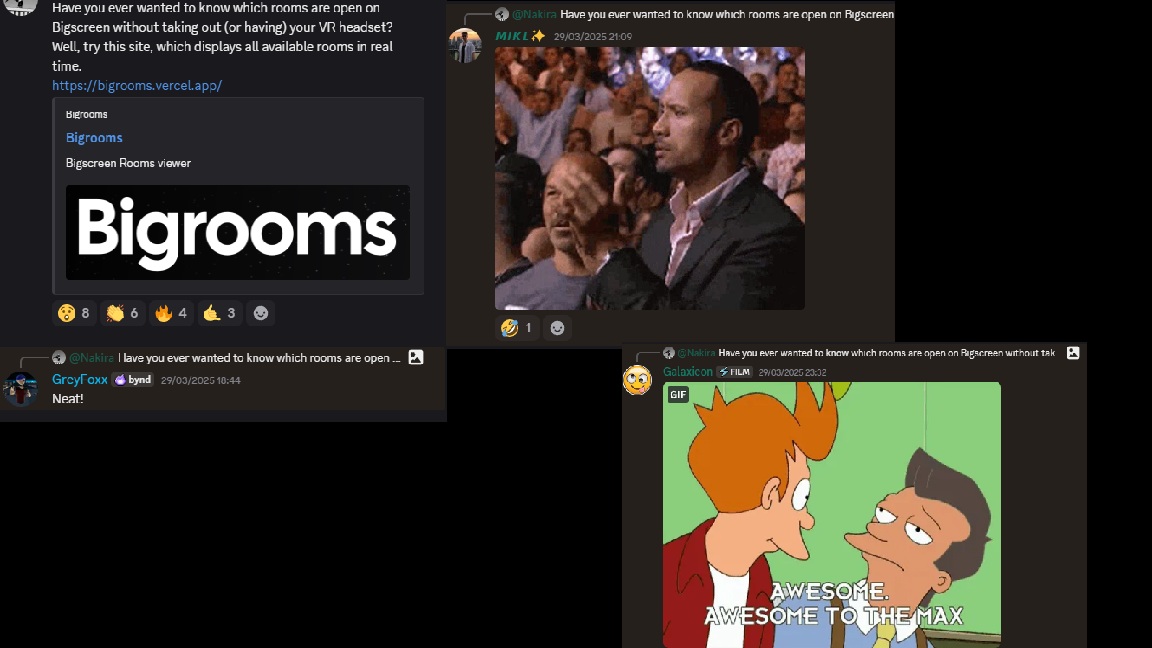 Have you ever wanted to know which rooms are open on
Bigscreen without taking out (or having) your VR headset?
Well, try this site, which displays all available rooms in real
time.
https://bigrooms.vercel.app/
Bigrooms
Bigrooms
Bigscreen Rooms viewer
Bigrooms
8 6 4 3
@Nakira Have you ever wanted to know which rooms are open on Bigscreen
MIKL 29/03/2025 21:09
1
@Nakira Have you ever wanted to know which rooms are open ...
GreyFoxx bynd 29/03/2025 18:44
Neat!
@Nakira Have you ever wanted to know which rooms are open on Bigscreen without tak
Galaxicon FILM 29/03/2025 23:32
GIF
AWESOME.
AWESOME TO THE MAX